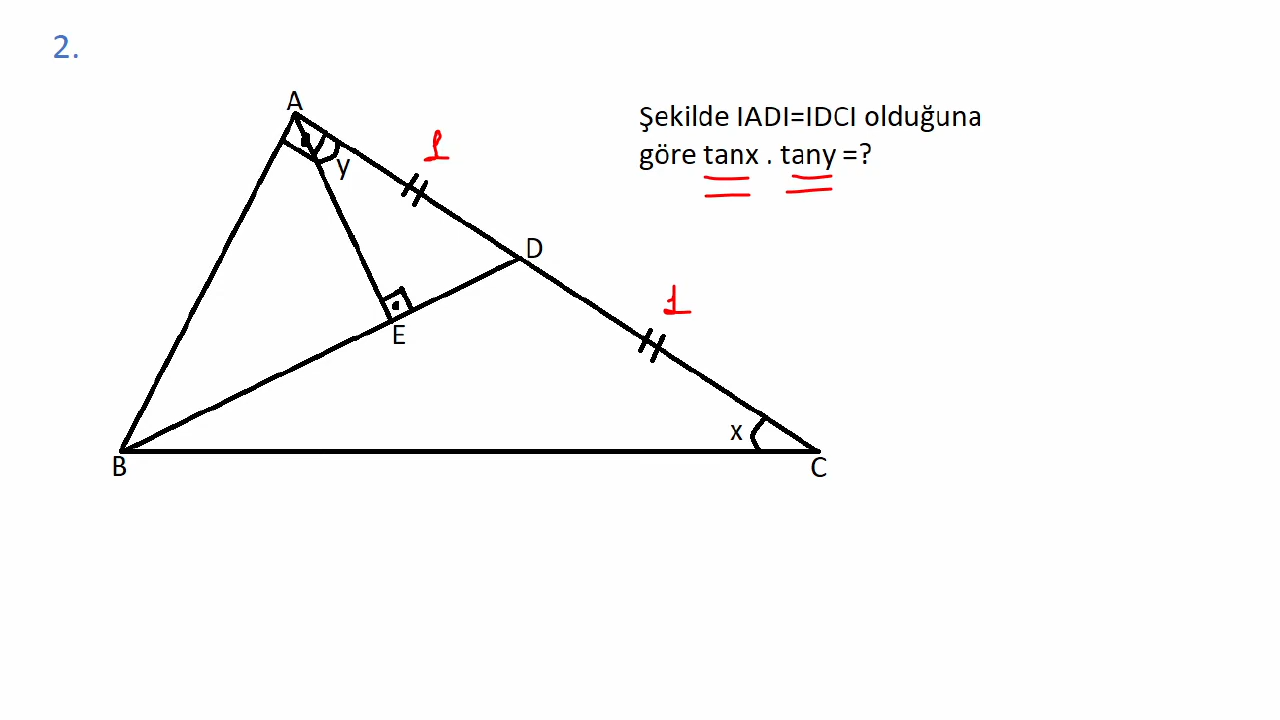 2.
A
Şekilde IADI=IDCI olduğuna
göre tanx . tany =?
1
y
D
1
E
x
B
C